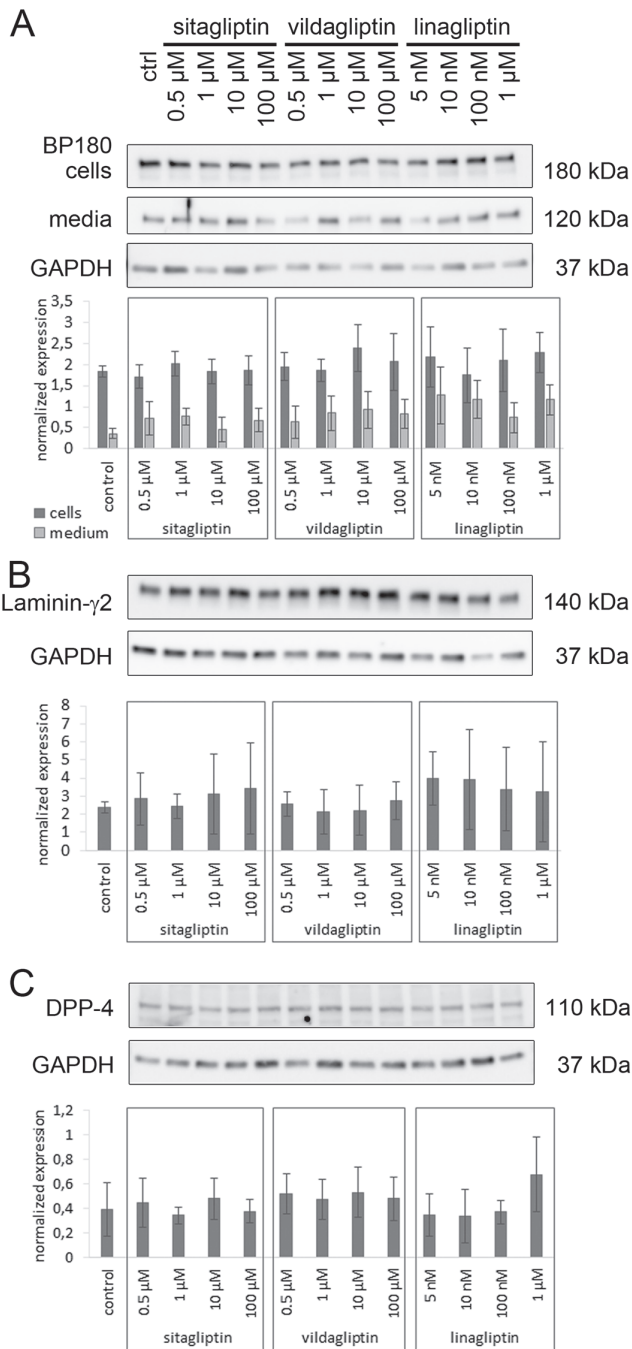 A
sitagliptin vildagliptin linagliptin
ctrl 0.5 µM 1 µM 10 µM 100 µM 0.5 µM 1 µM 10 µM 100 µM 5 nM 10 nM 100 nM 1 µM
BP180
cells 180 kDa
media 120 kDa
GAPDH 37 kDa
normalized expression
3,5
3
2,5
2
1,5
1
0,5
0
control 0.5 µM 1 µM 10 µM 100 µM 0.5 µM 1 µM 10 µM 100 µM 5 nM 10 nM 100 nM 1 µM
cells
medium
sitagliptin vildagliptin linagliptin
B
Laminin-γ2 140 kDa
GAPDH 37 kDa
normalized expression
8
7
6
5
4
3
2
1
0
control 0.5 µM 1 µM 10 µM 100 µM 0.5 µM 1 µM 10 µM 100 µM 5 nM 10 nM 100 nM 1 µM
sitagliptin vildagliptin linagliptin
C
DPP-4 110 kDa
GAPDH 37 kDa
normalized expression
1,2
1
0,8
0,6
0,4
0,2
0
control 0.5 µM 1 µM 10 µM 100 µM 0.5 µM 1 µM 10 µM 100 µM 5 nM 10 nM 100 nM 1 µM
sitagliptin vildagliptin linagliptin